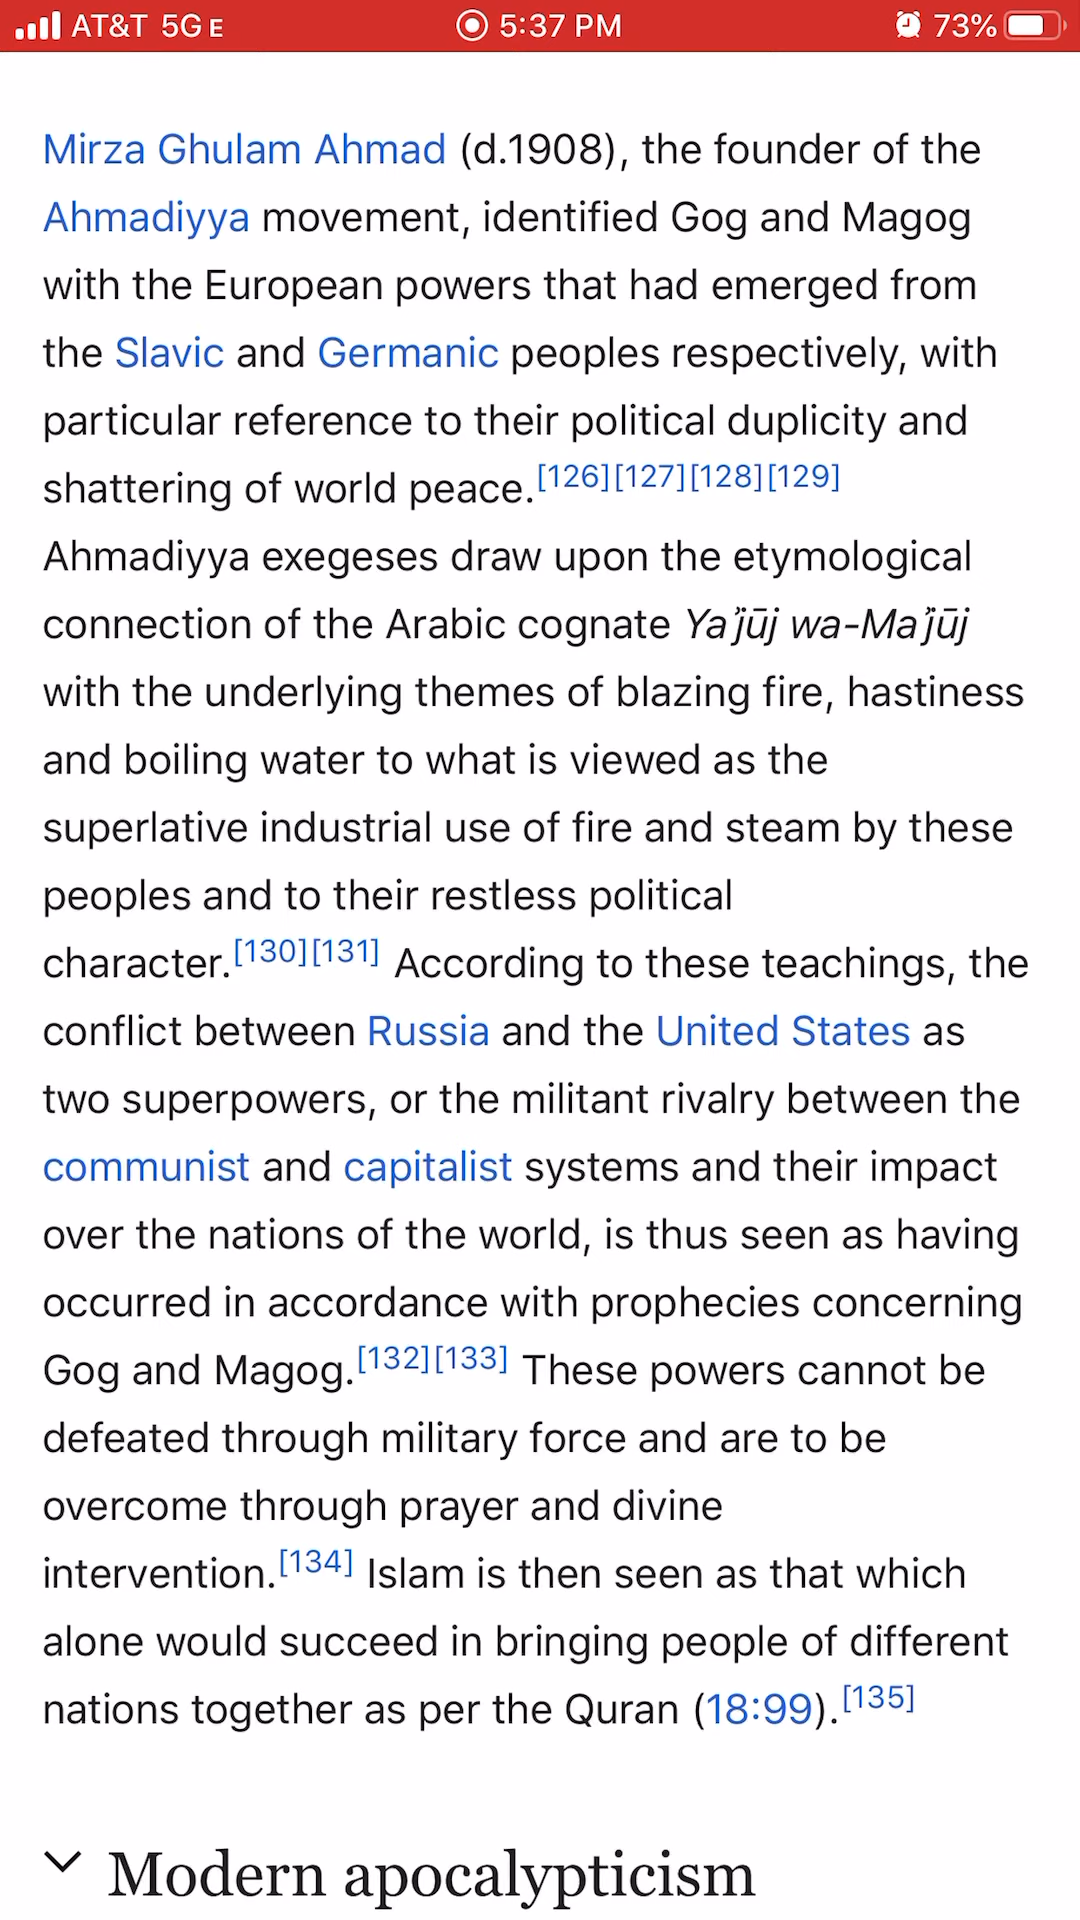 AT&T 5GE 5:37 PM 73%
Mirza Ghulam Ahmad (d.1908), the founder of the
Ahmadiyya movement, identified Gog and Magog
with the European powers that had emerged from
the Slavic and Germanic peoples respectively, with
particular reference to their political duplicity and
shattering of world peace.[126][127][128][129]
Ahmadiyya exegeses draw upon the etymological
connection of the Arabic cognate Yaʾjūj wa-Maʾjūj
with the underlying themes of blazing fire, hastiness
and boiling water to what is viewed as the
superlative industrial use of fire and steam by these
peoples and to their restless political
character.[130][131] According to these teachings, the
conflict between Russia and the United States as
two superpowers, or the militant rivalry between the
communist and capitalist systems and their impact
over the nations of the world, is thus seen as having
occurred in accordance with prophecies concerning
Gog and Magog.[132][133] These powers cannot be
defeated through military force and are to be
overcome through prayer and divine
intervention.[134] Islam is then seen as that which
alone would succeed in bringing people of different
nations together as per the Quran (18:99).[135]
Modern apocalypticism